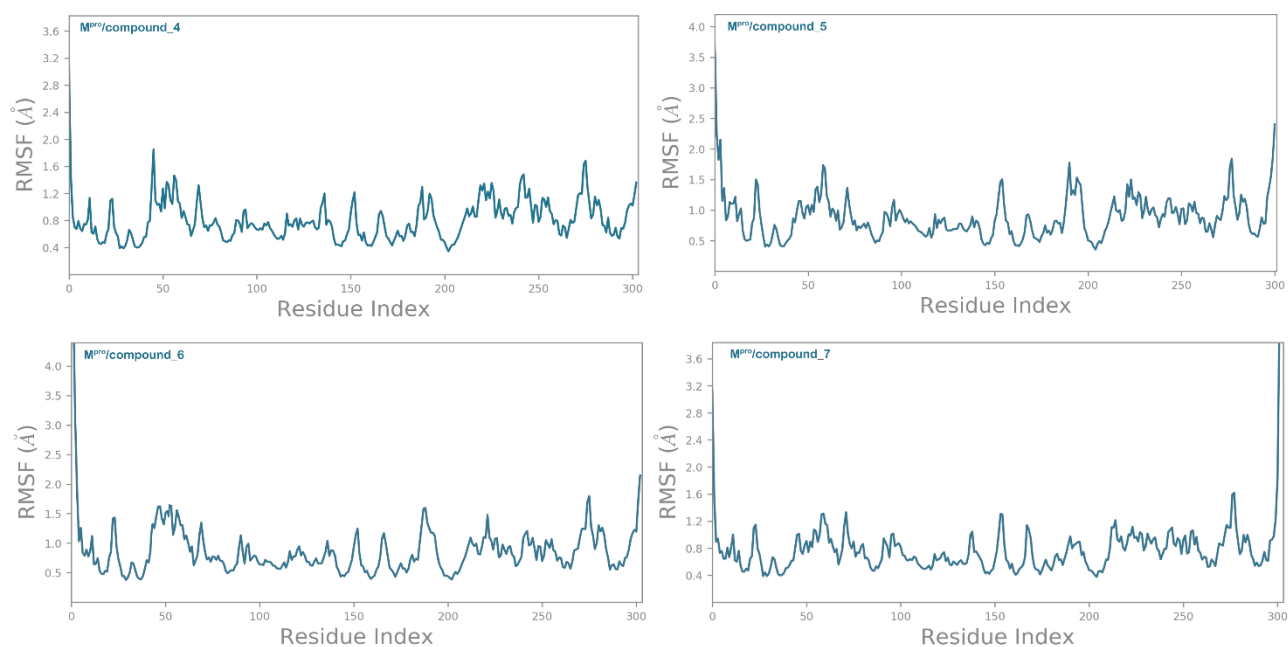 M^pro/compound_4
3.6
3.2
2.8
2.4
2.0
1.6
1.2
0.8
0.4
RMSF (Å)
0 50 100 150 200 250 300
Residue Index
M^pro/compound_5
4.0
3.5
3.0
2.5
2.0
1.5
1.0
0.5
RMSF (Å)
0 50 100 150 200 250 300
Residue Index
M^pro/compound_6
4.0
3.5
3.0
2.5
2.0
1.5
1.0
0.5
RMSF (Å)
0 50 100 150 200 250 300
Residue Index
M^pro/compound_7
3.6
3.2
2.8
2.4
2.0
1.6
1.2
0.8
0.4
RMSF (Å)
0 50 100 150 200 250 300
Residue Index